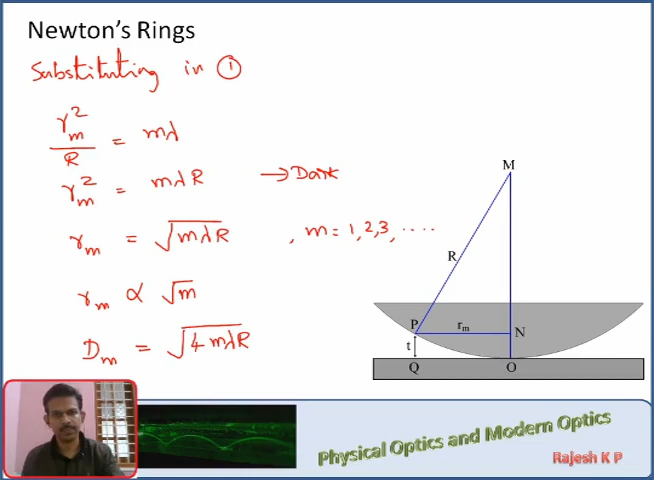 Newton's Rings
Substituting in ①
r_m^2 / R = mλ
r_m^2 = mλR → Dark
r_m = √mλR , m = 1, 2, 3, ....
r_m ∝ √m
D_m = √4mλR
M
R
P r_m N
t
Q O
Physical Optics and Modern Optics
Rajesh K P